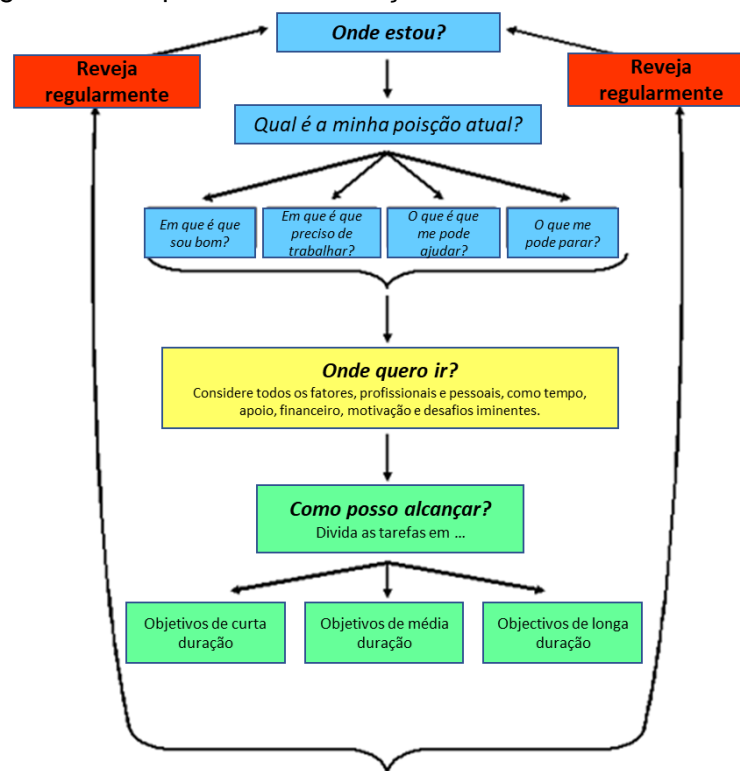 Onde estou?
Reveja
regularmente
Reveja
regularmente
Qual é a minha poisção atual?
Em que é que
sou bom?
Em que é que
preciso de
trabalhar?
O que é que
me pode
ajudar?
O que me
pode parar?
Onde quero ir?
Considere todos os fatores, profissionais e pessoais, como tempo,
apoio, financeiro, motivação e desafios iminentes.
Como posso alcançar?
Divida as tarefas em ...
Objetivos de curta
duração
Objetivos de média
duração
Objectivos de longa
duração